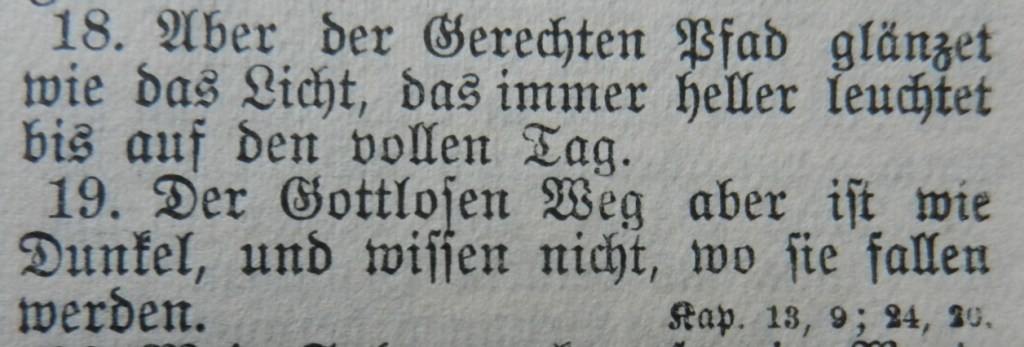 18. Aber der Gerechten Pfad glänzet
wie das Licht, das immer heller leuchtet
bis auf den vollen Tag.
19. Der Gottlosen Weg aber ist wie
Dunkel, und wissen nicht, wo sie fallen
werden. Kap. 13, 9; 24, 20.